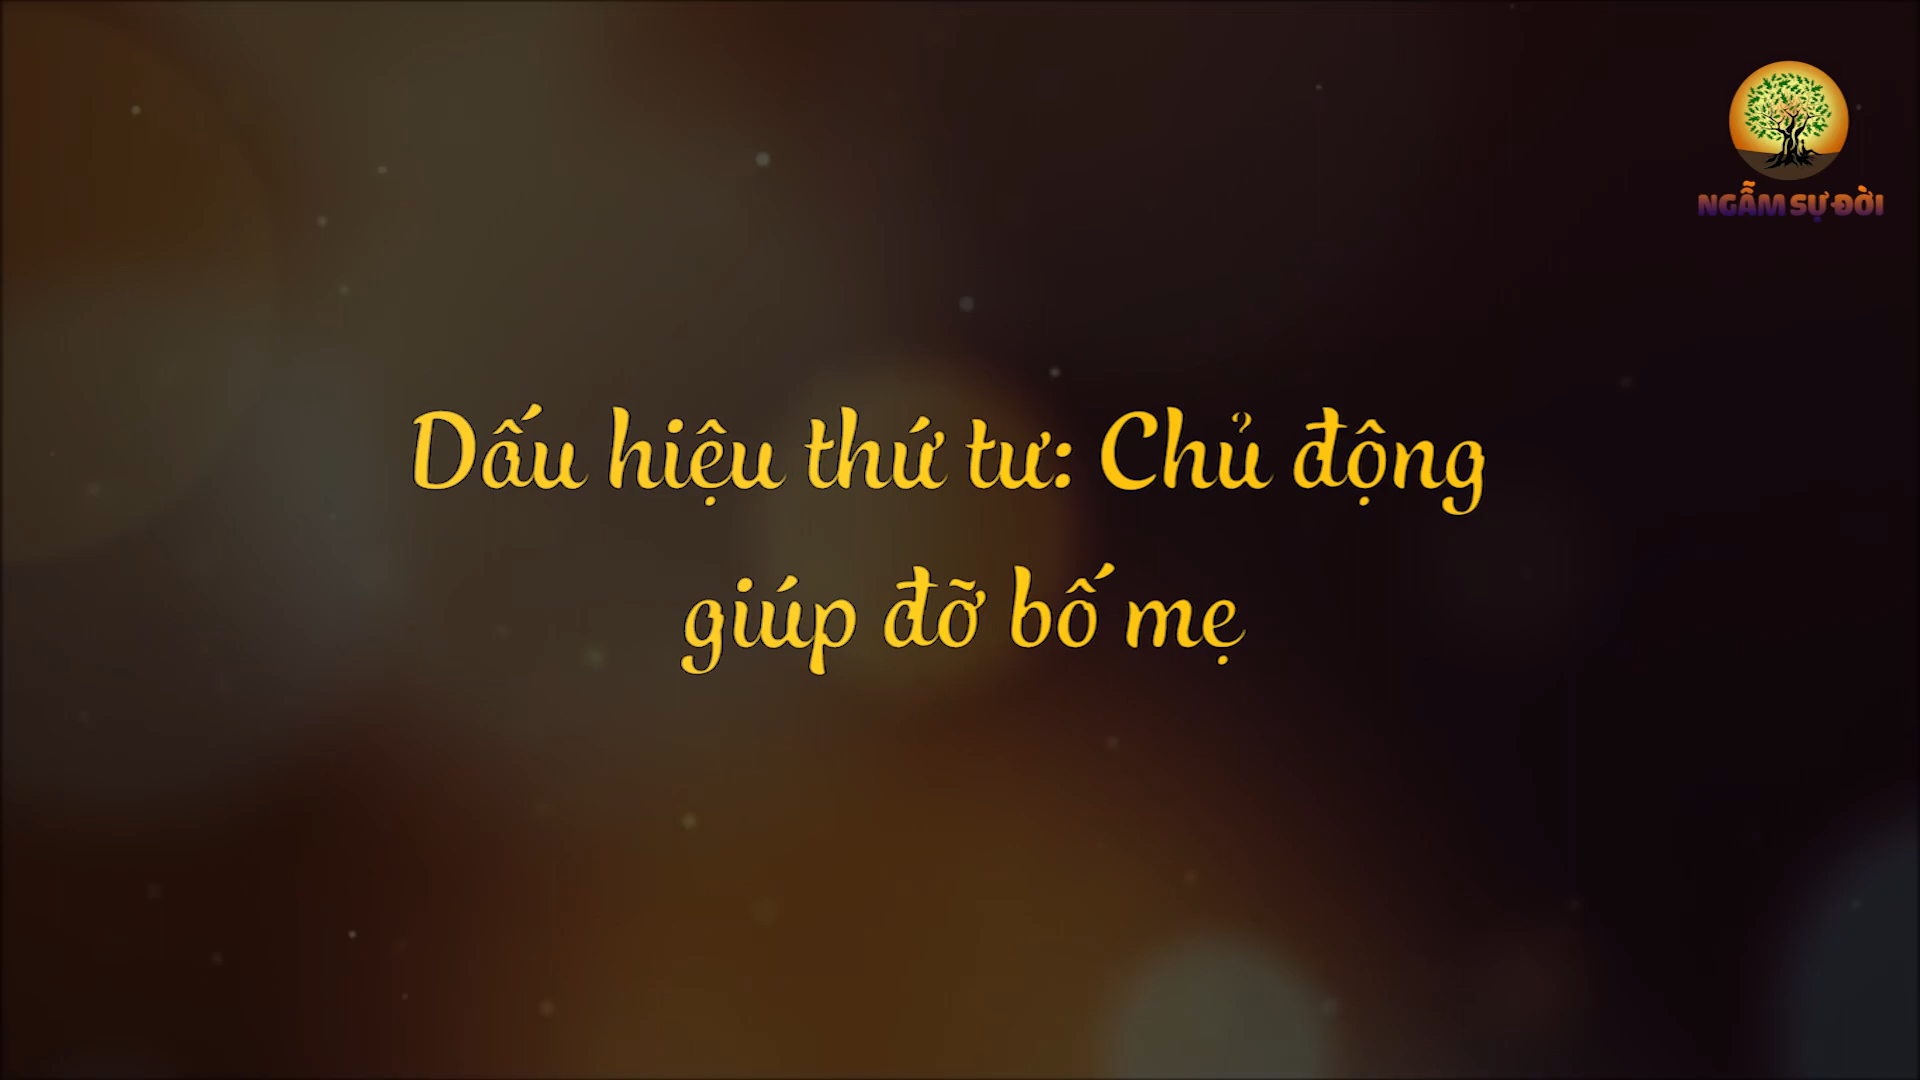 NGẪM SỰ ĐỜI
Dấu hiệu thứ tư: Chủ động
giúp đỡ bố mẹ